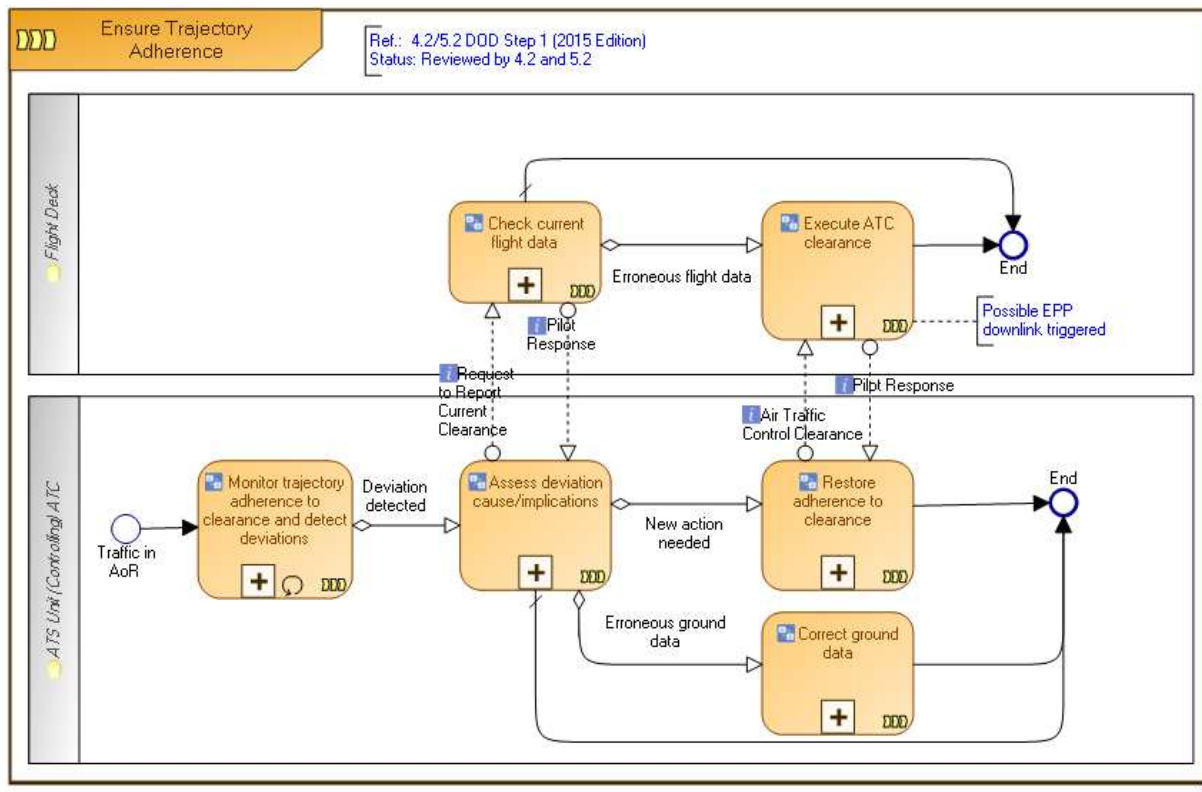 Ensure Trajectory
Adherence
Ref.: 4.2/5.2 DOD Step 1 (2015 Edition)
Status: Reviewed by 4.2 and 5.2
Flight Deck
Check current
flight data
Erroneous flight data
Execute ATC
clearance
End
Possible EPP
downlink triggered
Pilot
Response
Request
to Report
Current
Clearance
Pilot Response
Air Traffic
Control Clearance
ATS Unit (Controlling) ATC
Traffic in
AoR
Monitor trajectory
adherence to
clearance and detect
deviations
Deviation
detected
Assess deviation
cause/implications
New action
needed
Restore
adherence to
clearance
End
Erroneous ground
data
Correct ground
data